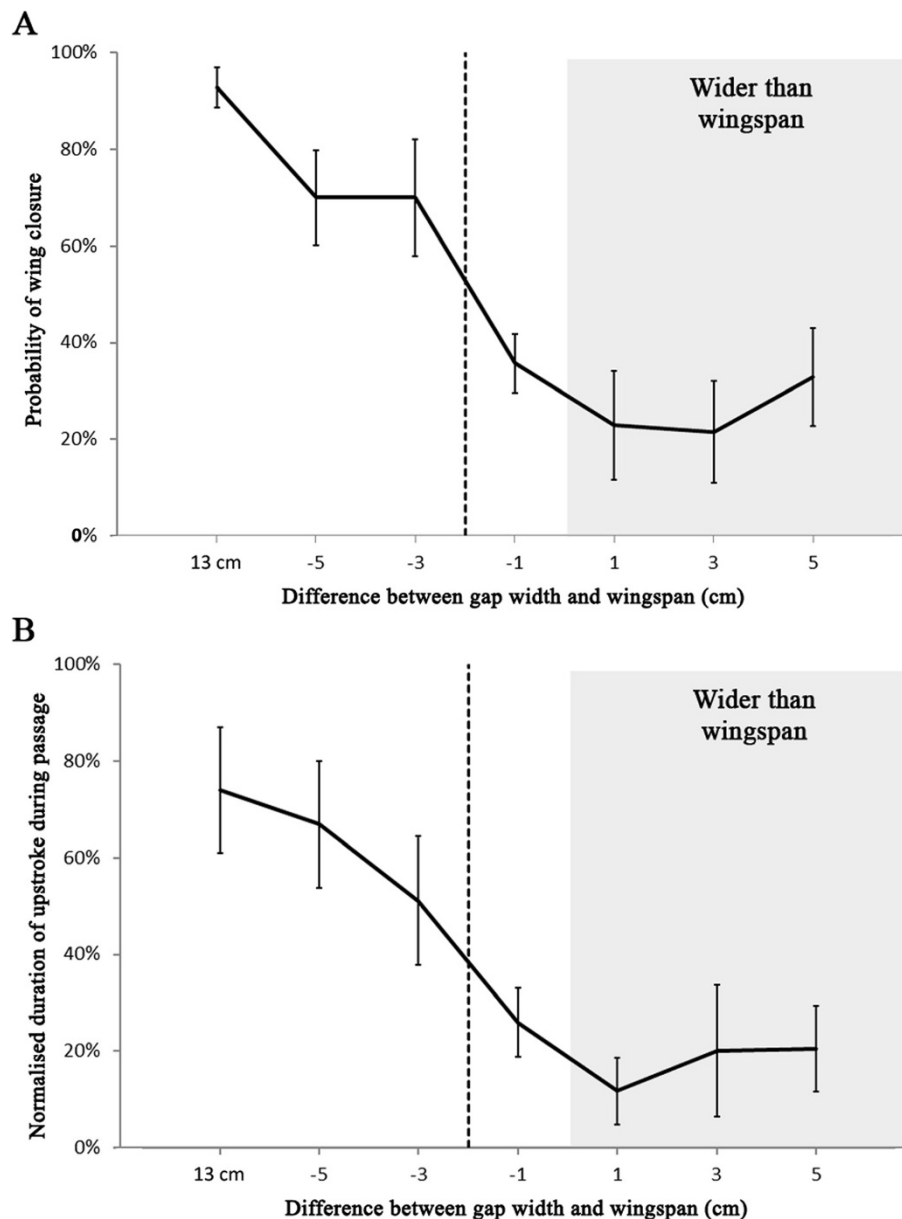 A
100%
80%
60%
40%
20%
0%
Probability of wing closure
Wider than
wingspan
13 cm
-5
-3
-1
1
3
5
Difference between gap width and wingspan (cm)
B
100%
80%
60%
40%
20%
0%
Normalised duration of upstroke during passage
Wider than
wingspan
13 cm
-5
-3
-1
1
3
5
Difference between gap width and wingspan (cm)